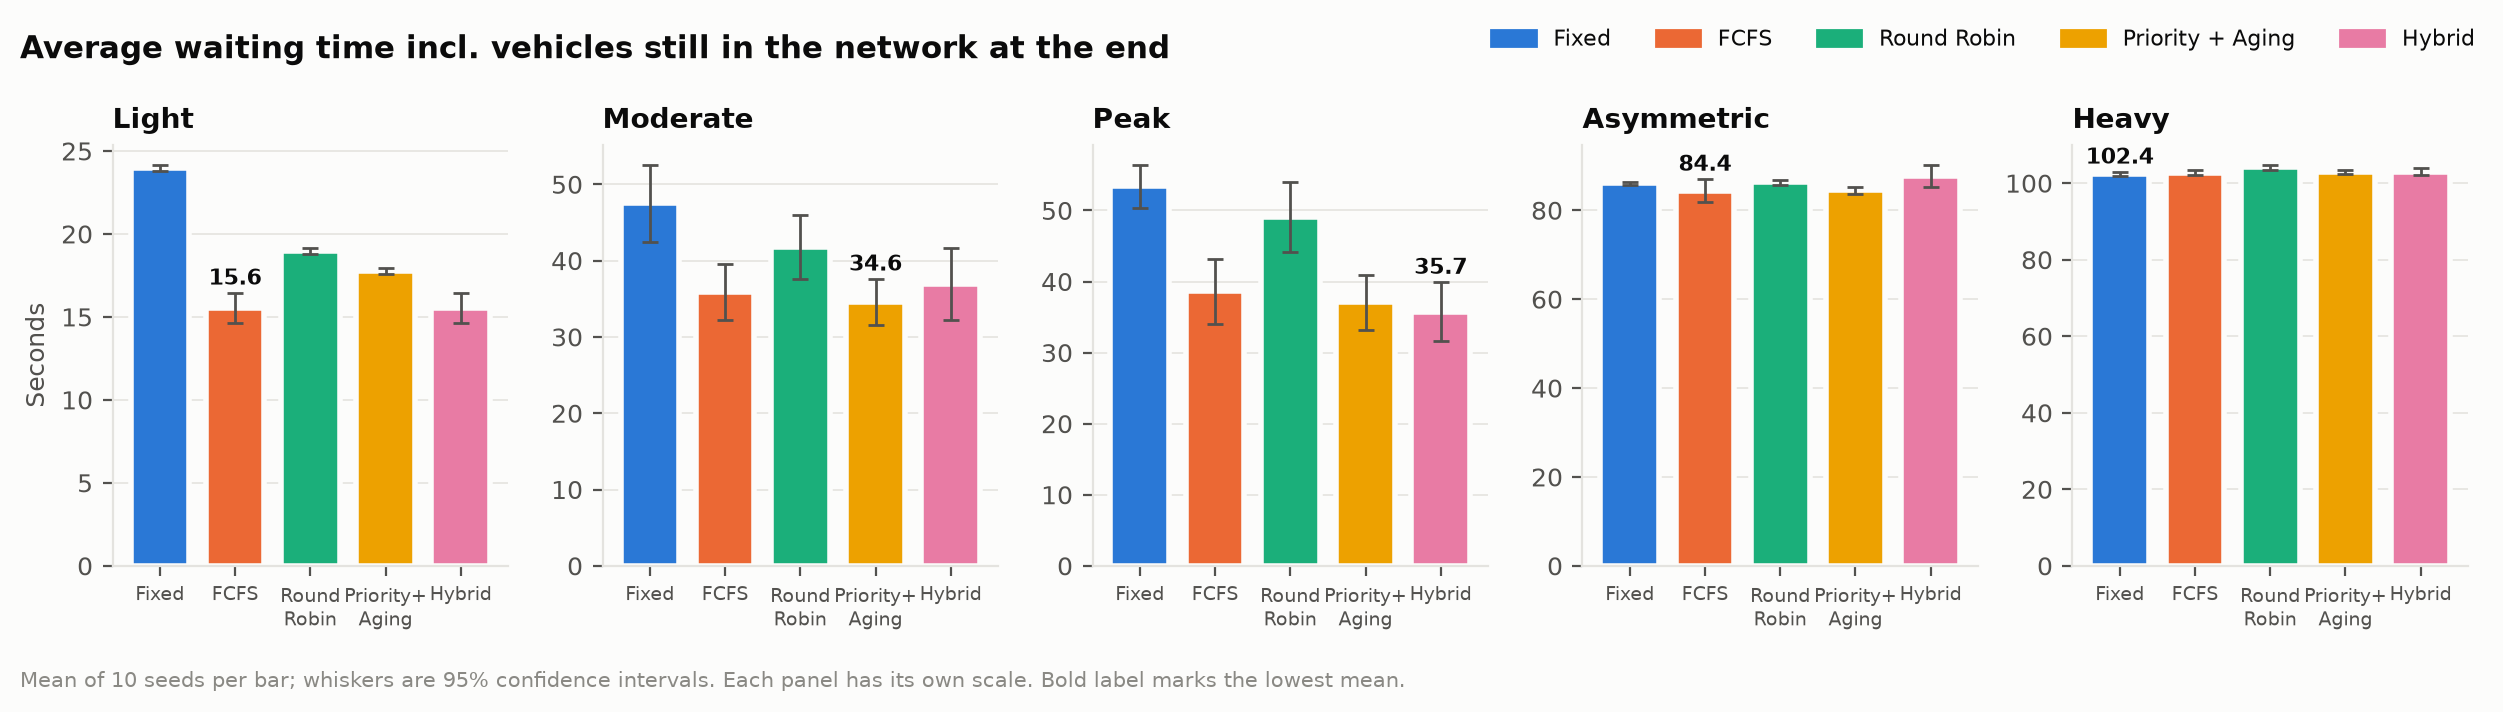 Average waiting time incl. vehicles still in the network at the end
Fixed FCFS Round Robin Priority + Aging Hybrid
Light
Seconds
25
20
15
10
5
0
15.6
Fixed FCFS Round Robin Priority+ Aging Hybrid
Moderate
50
40
30
20
10
0
34.6
Fixed FCFS Round Robin Priority+ Aging Hybrid
Peak
50
40
30
20
10
0
35.7
Fixed FCFS Round Robin Priority+ Aging Hybrid
Asymmetric
80
60
40
20
0
84.4
Fixed FCFS Round Robin Priority+ Aging Hybrid
Heavy
100
80
60
40
20
0
102.4
Fixed FCFS Round Robin Priority+ Aging Hybrid
Mean of 10 seeds per bar; whiskers are 95% confidence intervals. Each panel has its own scale. Bold label marks the lowest mean.